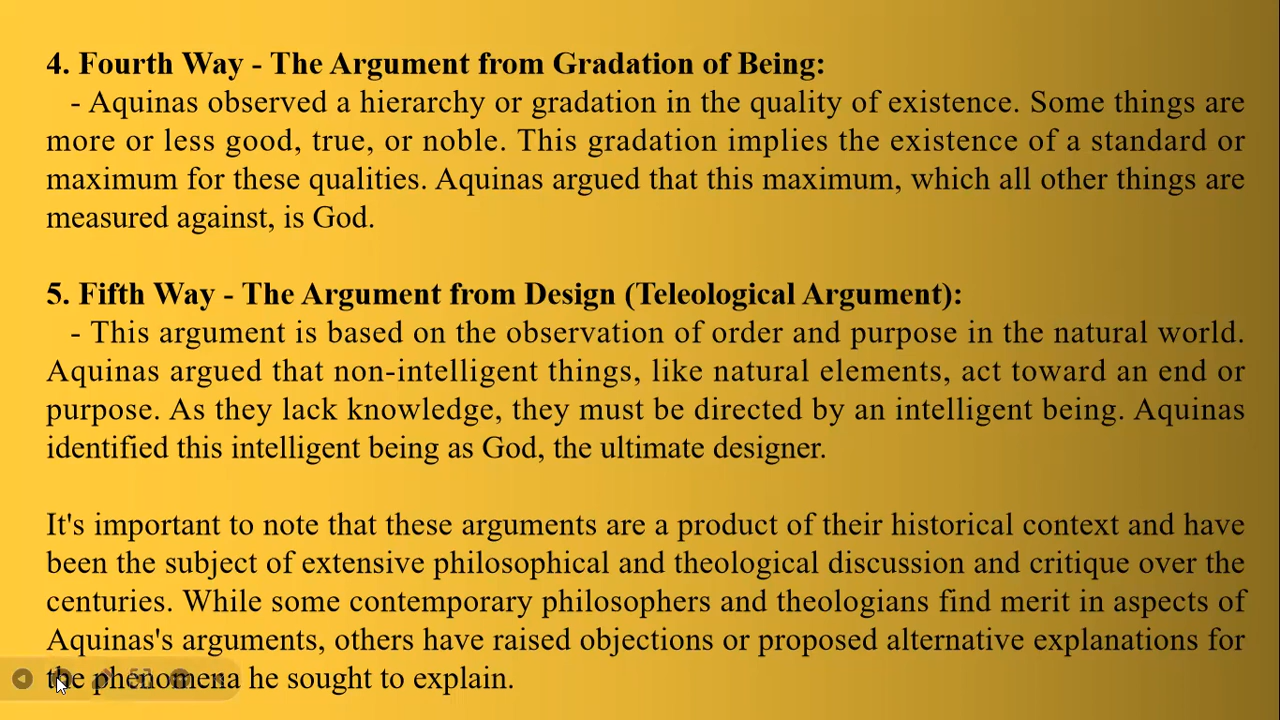 4. Fourth Way - The Argument from Gradation of Being:
- Aquinas observed a hierarchy or gradation in the quality of existence. Some things are
more or less good, true, or noble. This gradation implies the existence of a standard or
maximum for these qualities. Aquinas argued that this maximum, which all other things are
measured against, is God.
5. Fifth Way - The Argument from Design (Teleological Argument):
- This argument is based on the observation of order and purpose in the natural world.
Aquinas argued that non-intelligent things, like natural elements, act toward an end or
purpose. As they lack knowledge, they must be directed by an intelligent being. Aquinas
identified this intelligent being as God, the ultimate designer.
It's important to note that these arguments are a product of their historical context and have
been the subject of extensive philosophical and theological discussion and critique over the
centuries. While some contemporary philosophers and theologians find merit in aspects of
Aquinas's arguments, others have raised objections or proposed alternative explanations for
the phenomena he sought to explain.